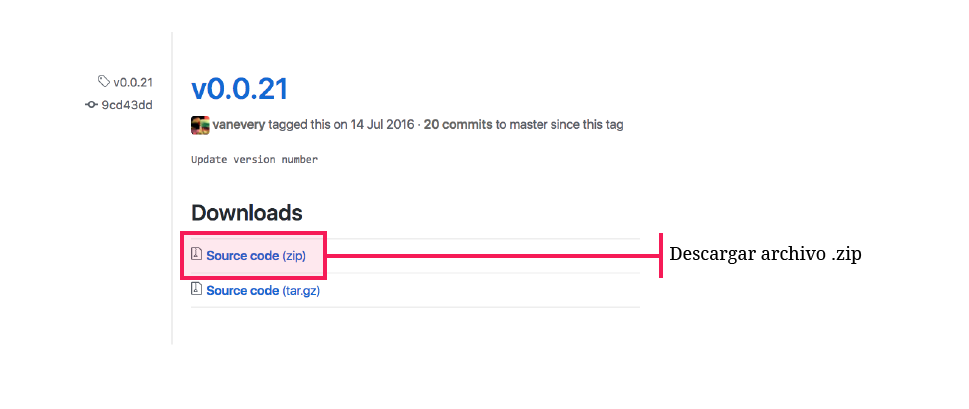 v0.0.21
9cd43dd
v0.0.21
vanevery tagged this on 14 Jul 2016 · 20 commits to master since this tag
Update version number
Downloads
Source code (zip)
Descargar archivo .zip
Source code (tar.gz)